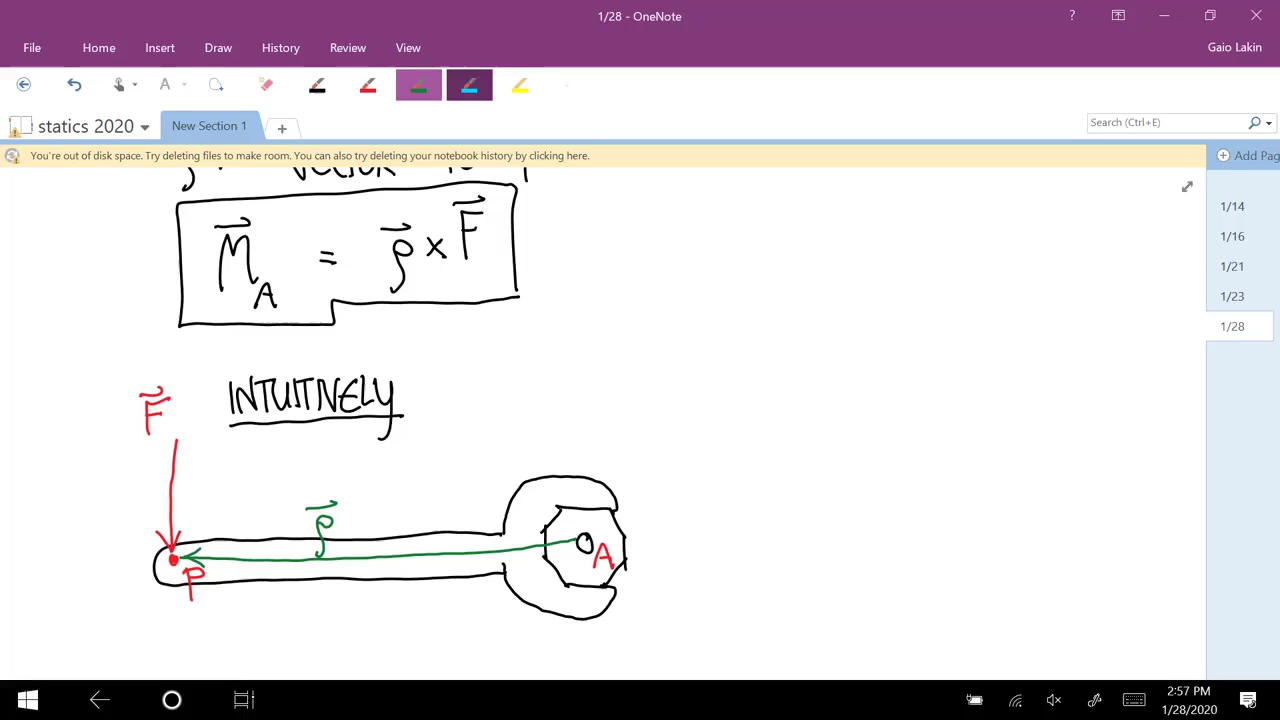 1/28 - OneNote
?
File Home Insert Draw History Review View
Gaio Lakin
A
statics 2020 New Section 1 +
Search (Ctrl+E)
You're out of disk space. Try deleting files to make room. You can also try deleting your notebook history by clicking here.
Add Pag
1/14
1/16
1/21
1/23
1/28
M⃗_A = ρ⃗ × F⃗
INTUITIVELY
F⃗
ρ⃗
A
P
2:57 PM
1/28/2020